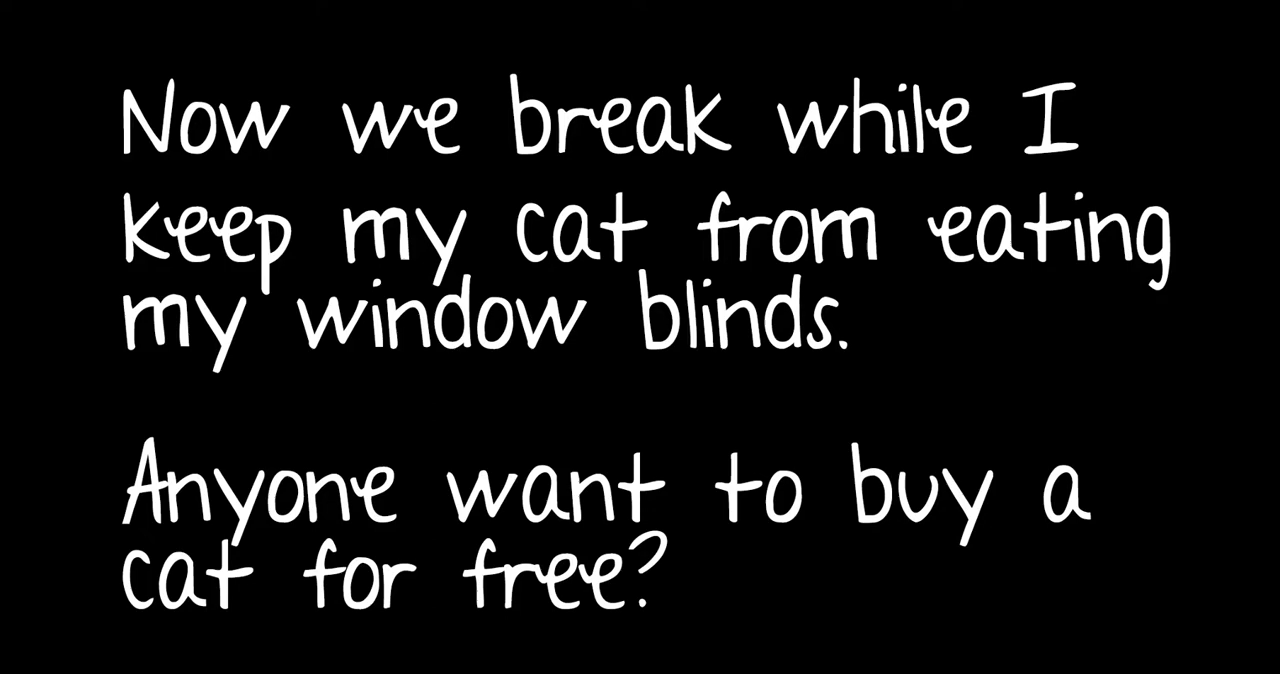 Now we break while I
keep my cat from eating
my window blinds.
Anyone want to buy a
cat for free?